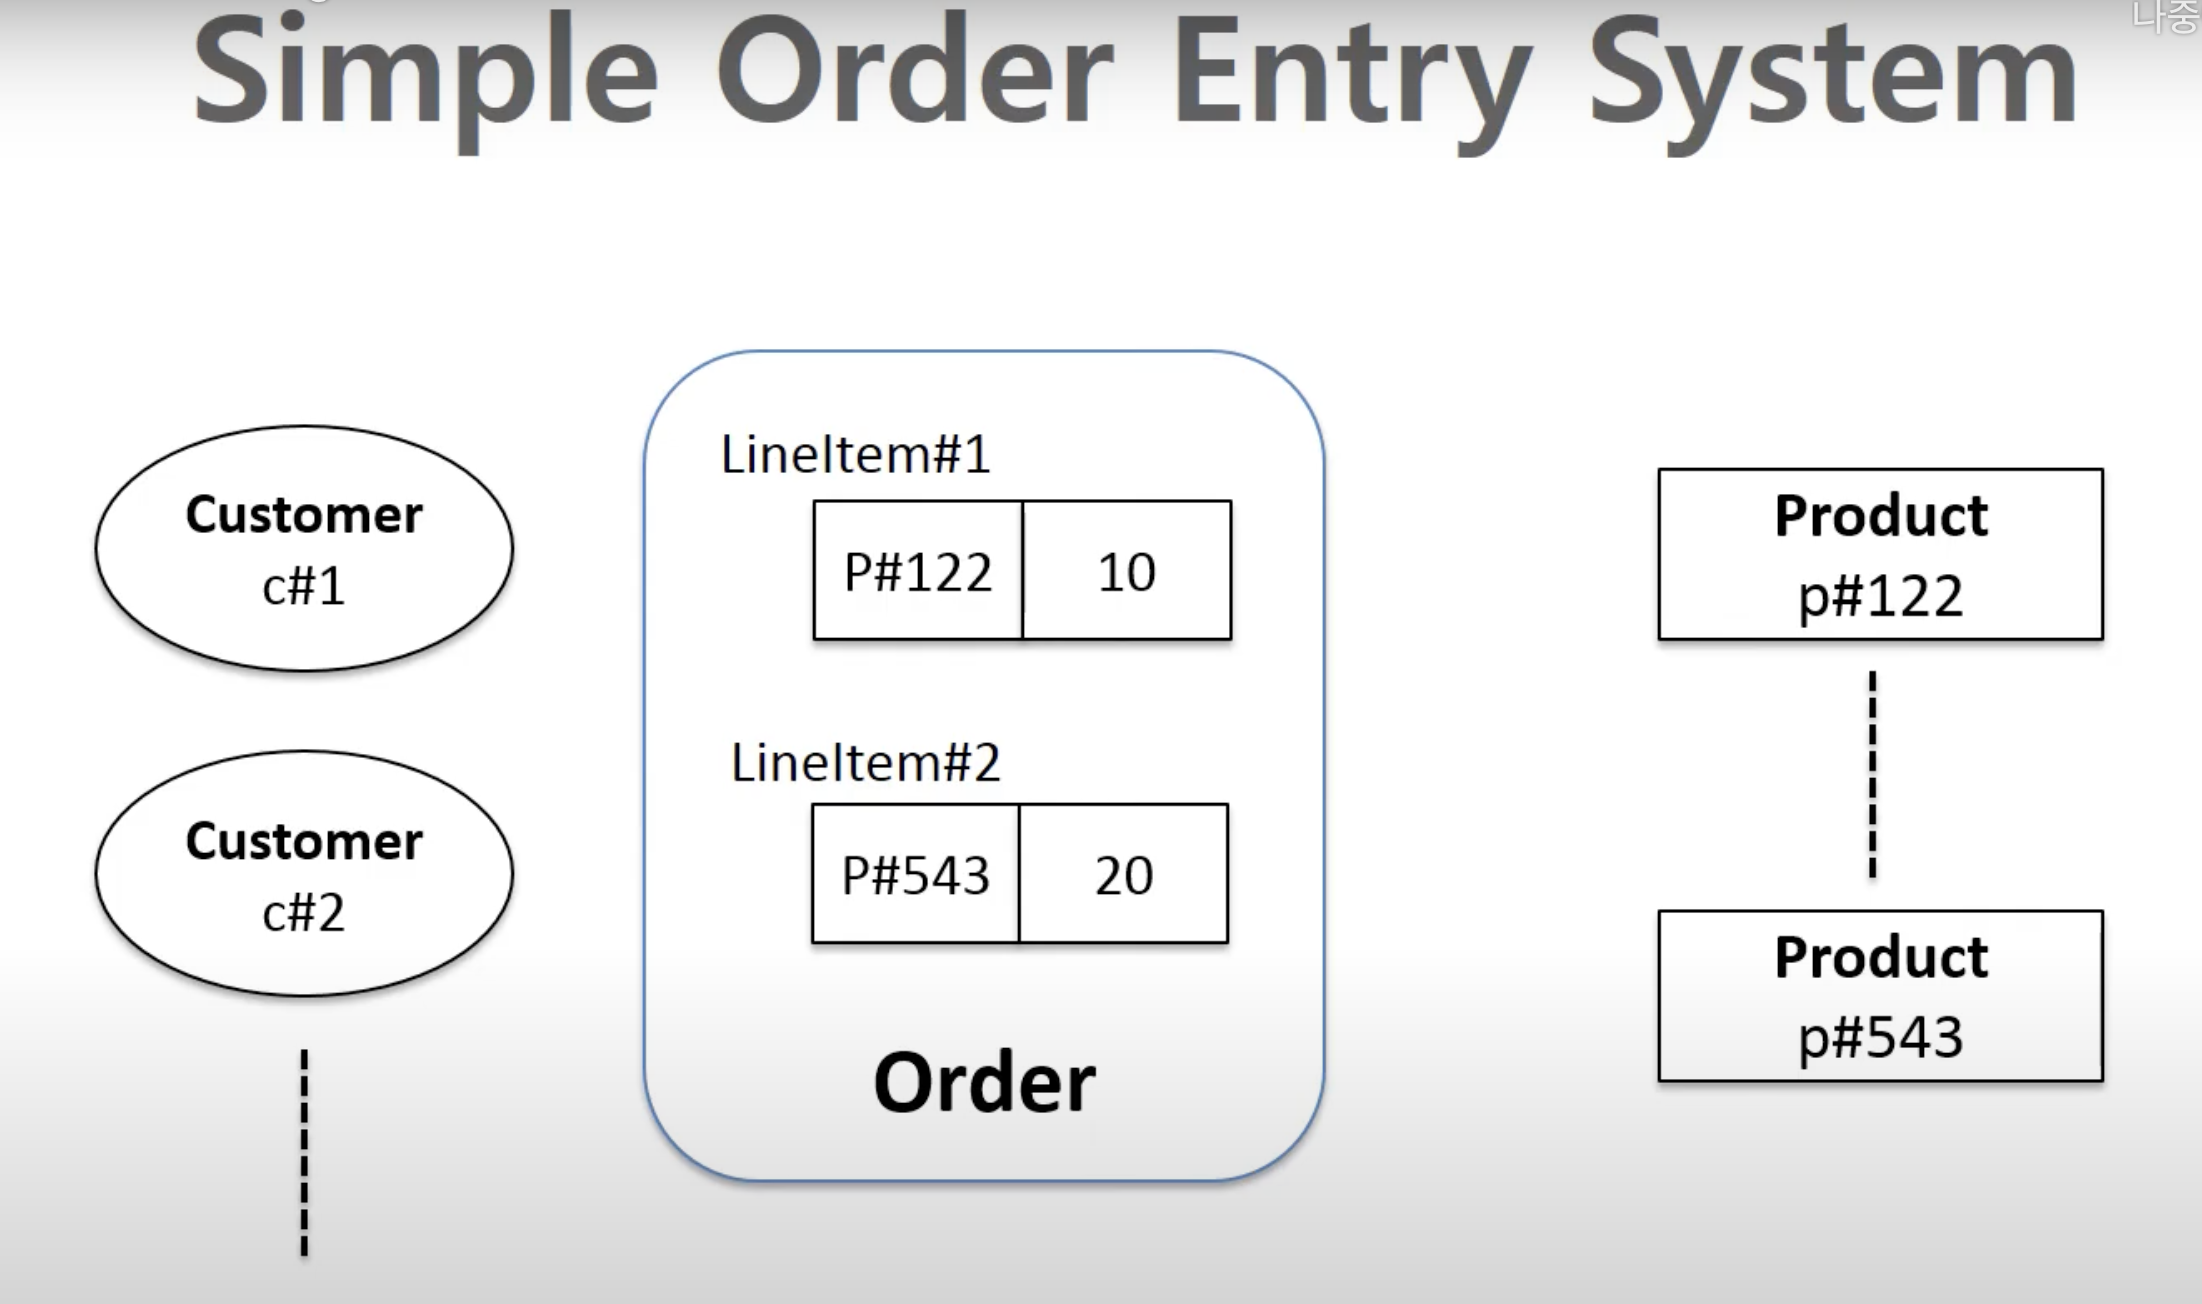 Simple Order Entry System
나중
Customer
c#1
Customer
c#2
LineItem#1
P#122 10
LineItem#2
P#543 20
Order
Product
p#122
Product
p#543